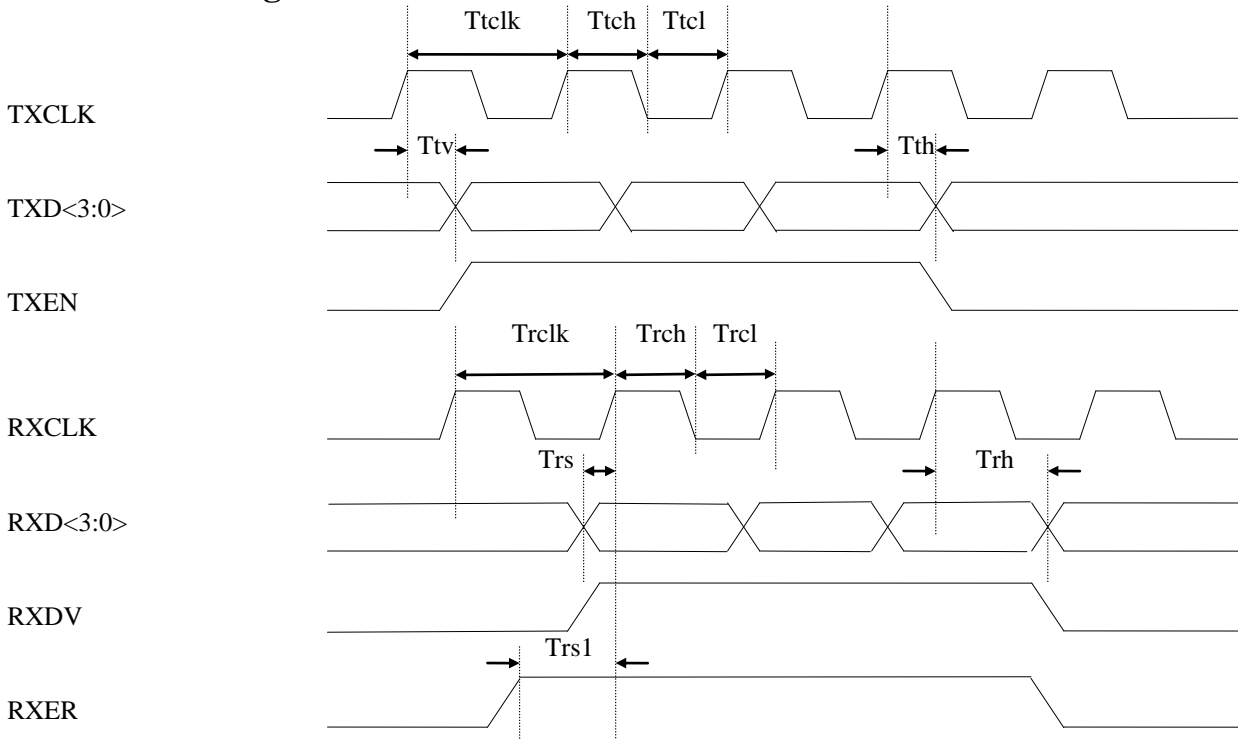 Ttclk Ttch Ttcl
TXCLK
Ttv Tth
TXD<3:0>
TXEN
Trclk Trch Trcl
RXCLK
Trs Trh
RXD<3:0>
RXDV
Trs1
RXER